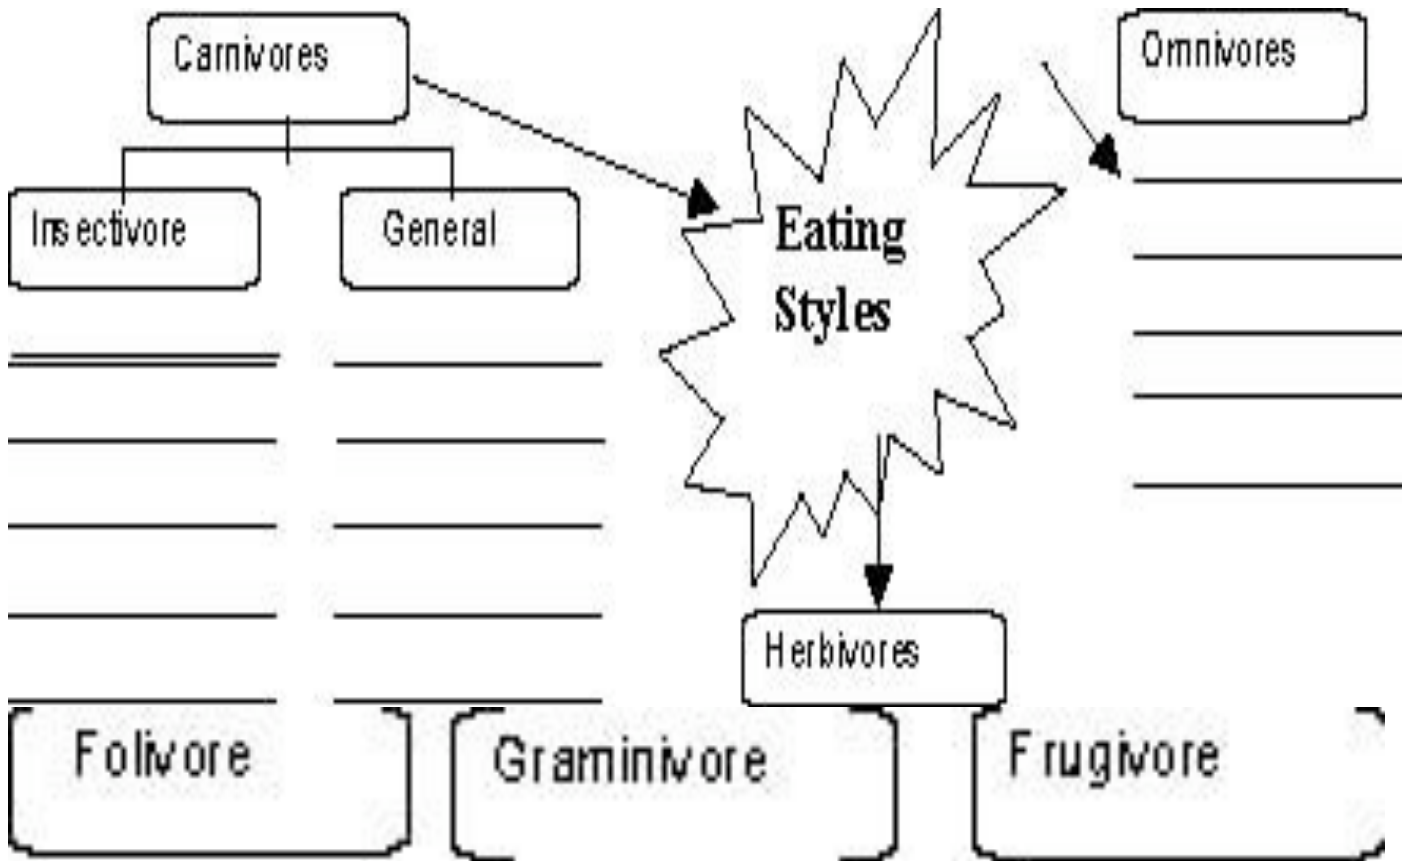 Carnivores
Omnivores
Insectivore
General
Eating
Styles
Herbivores
Folivore
Graminivore
Frugivore